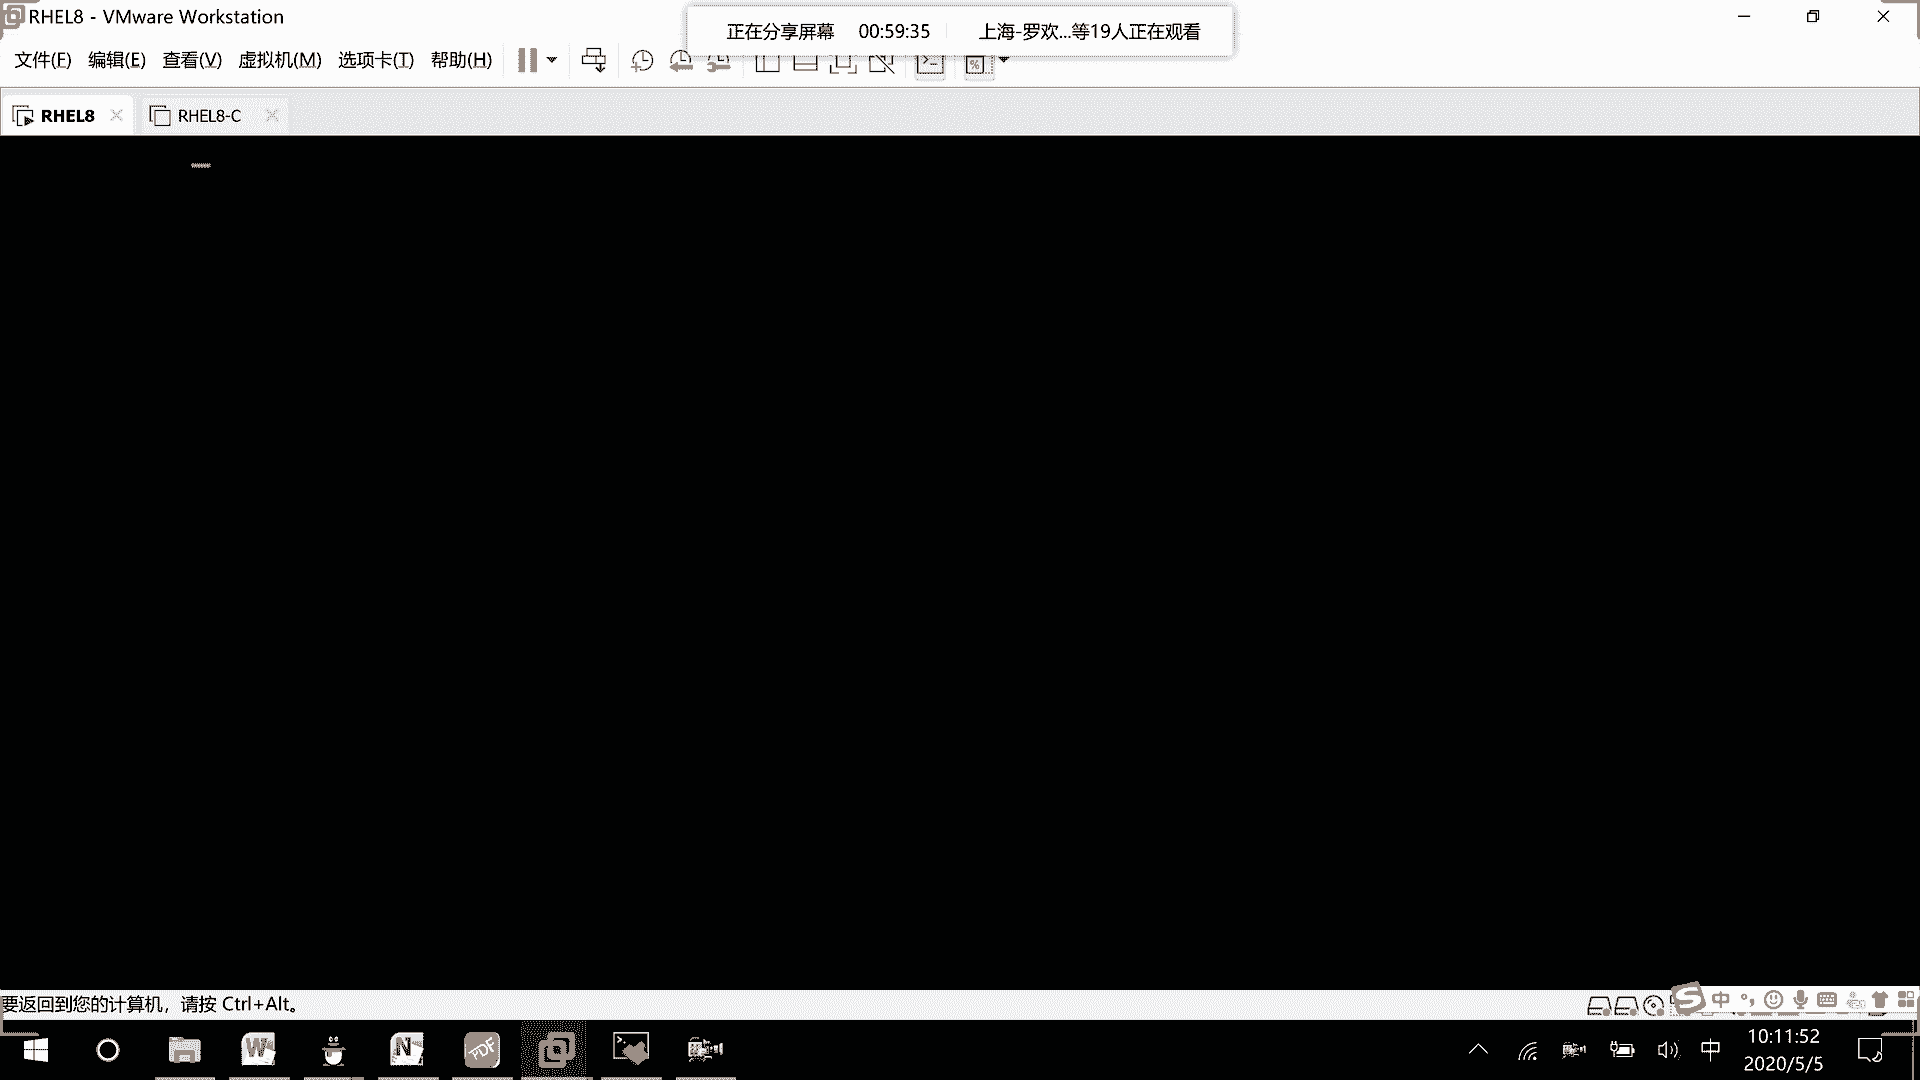 RHEL8 - VMware Workstation
正在分享屏幕 00:59:35 上海-罗欢...等19人正在观看
文件(F) 编辑(E) 查看(V) 虚拟机(M) 选项卡(T) 帮助(H)
RHEL8 RHEL8-C
要返回到您的计算机，请按 Ctrl+Alt。
中
中
10:11:52
2020/5/5